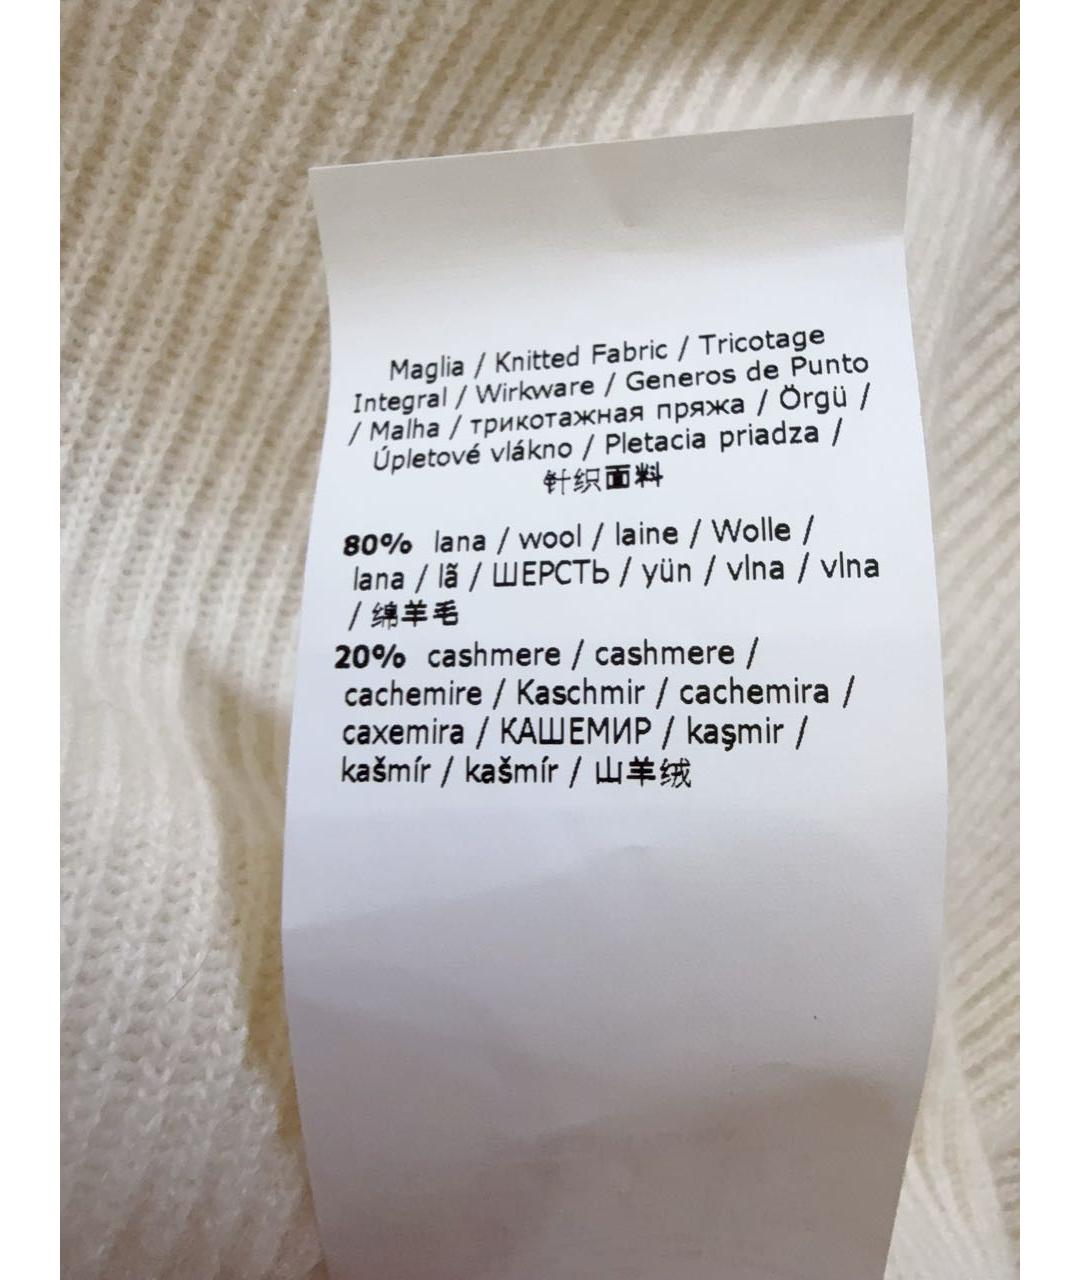 Maglia / Knitted Fabric / Tricotage
Integral / Wirkware / Generos de Punto
/ Malha / трикотажная пряжа / Örgü /
Úpletové vlákno / Pletacia priadza /
针织面料
80% lana / wool / laine / Wolle /
lana / lã / ШЕРСТЬ / yün / vlna / vlna
/ 绵羊毛
20% cashmere / cashmere /
cachemire / Kaschmir / cachemira /
caxemira / КАШЕМИР / kaşmir /
kašmír / kašmír / 山羊绒